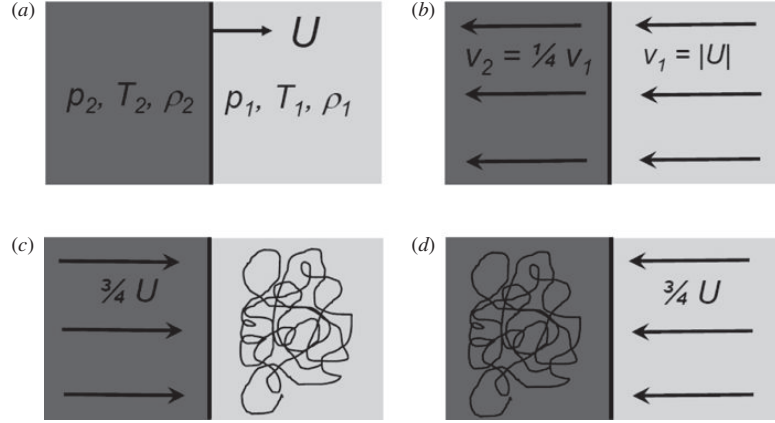 (a)
U
p₂, T₂, ρ₂
p₁, T₁, ρ₁
(b)
v₂ = ¼ v₁
v₁ = |U|
(c)
¾ U
(d)
¾ U